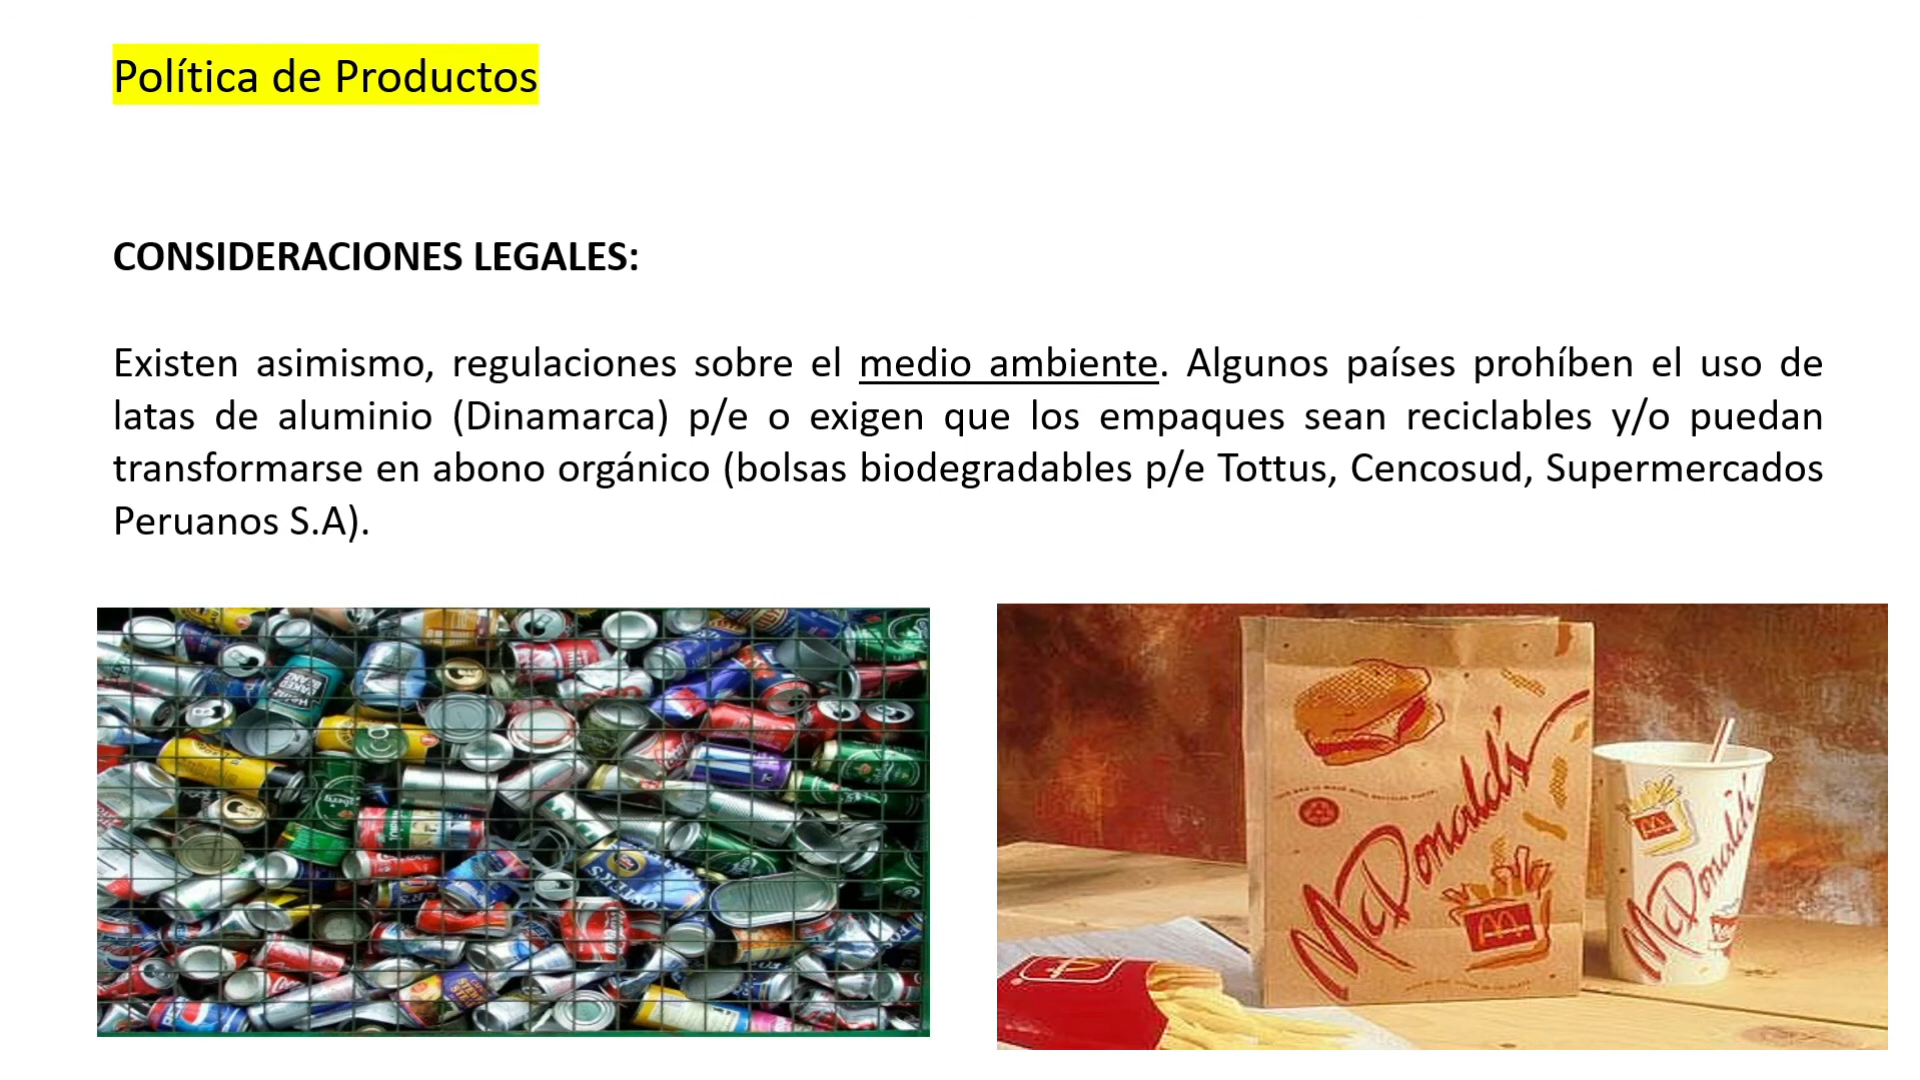 Política de Productos
CONSIDERACIONES LEGALES:
Existen asimismo, regulaciones sobre el medio ambiente. Algunos países prohíben el uso de
latas de aluminio (Dinamarca) p/e o exigen que los empaques sean reciclables y/o puedan
transformarse en abono orgánico (bolsas biodegradables p/e Tottus, Cencosud, Supermercados
Peruanos S.A).
McDonald's
McDonald's